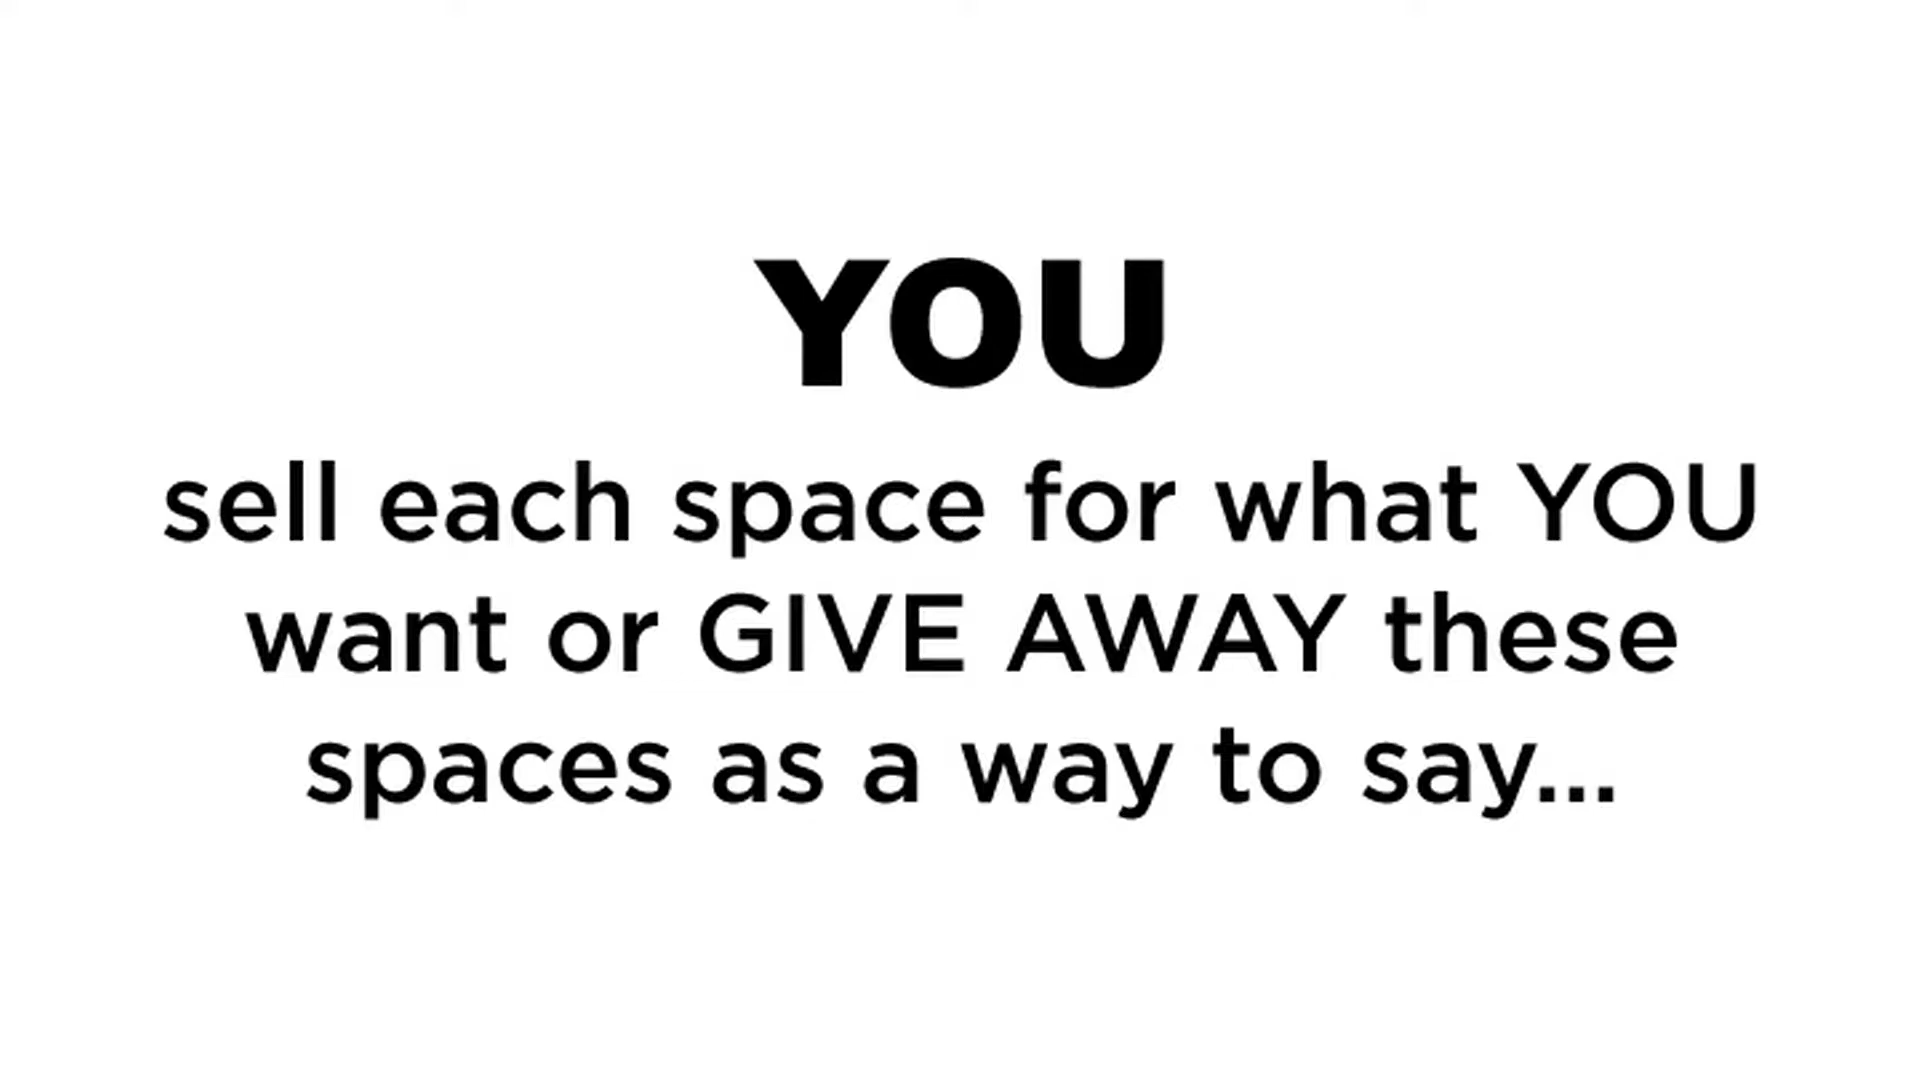 YOU
sell each space for what YOU
want or GIVE AWAY these
spaces as a way to say...